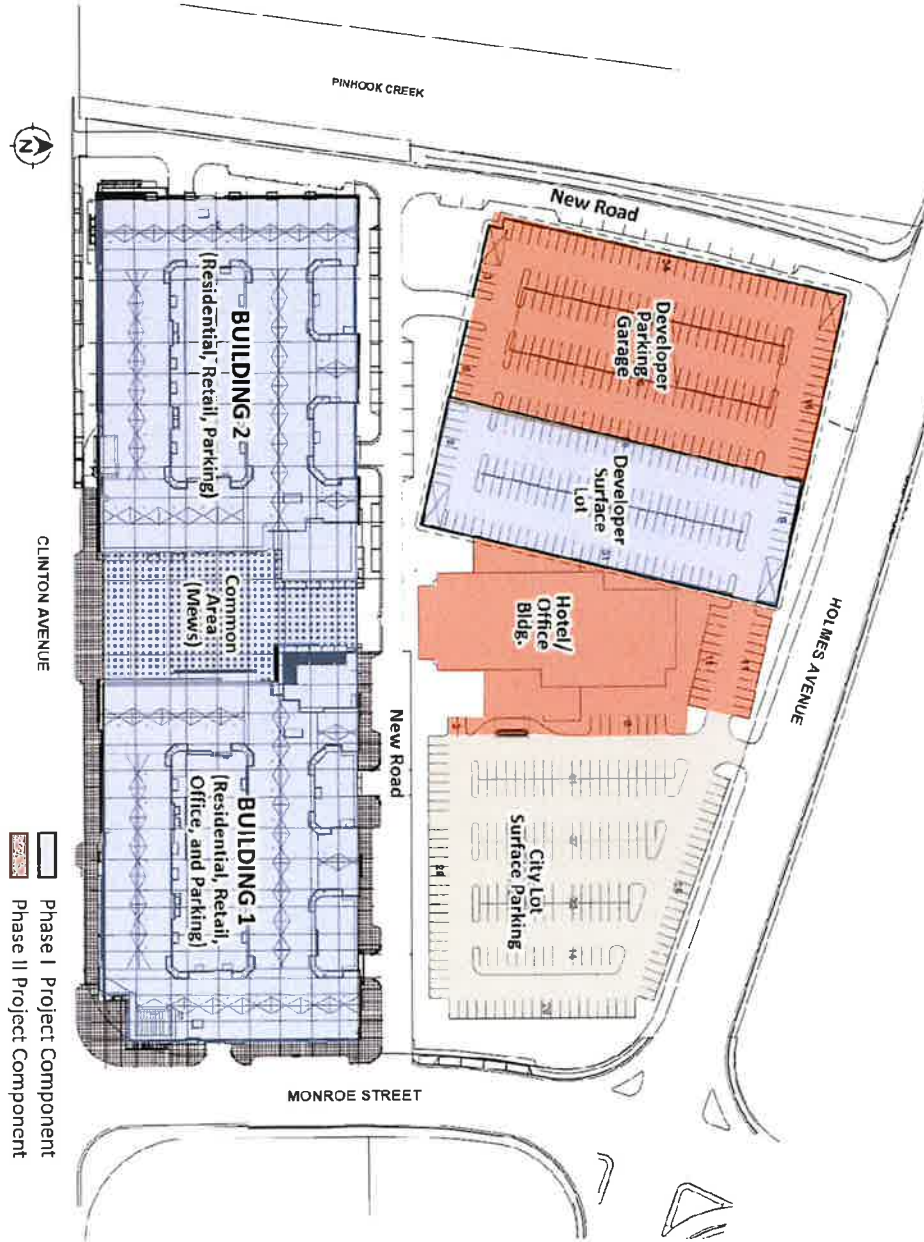 PINHOOK CREEK
N
New Road
Developer
Parking
Garage
Developer
Surface
Lot
HOLMES AVENUE
Hotel/
Office
Bldg.
City Lot
Surface Parking
BUILDING 2
(Residential, Retail, Parking)
Common
Area
(Mews)
New Road
BUILDING 1
(Residential, Retail,
Office, and Parking)
CLINTON AVENUE
MONROE STREET
Phase I Project Component
Phase II Project Component